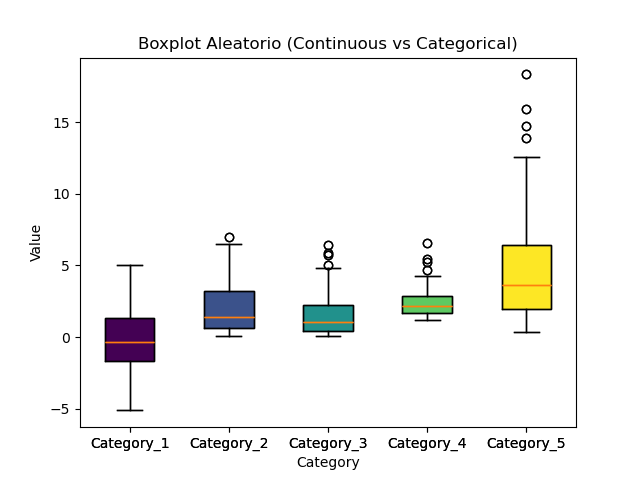 Boxplot Aleatorio (Continuous vs Categorical)
Value
15
10
5
0
−5
Category_1 Category_2 Category_3 Category_4 Category_5
Category